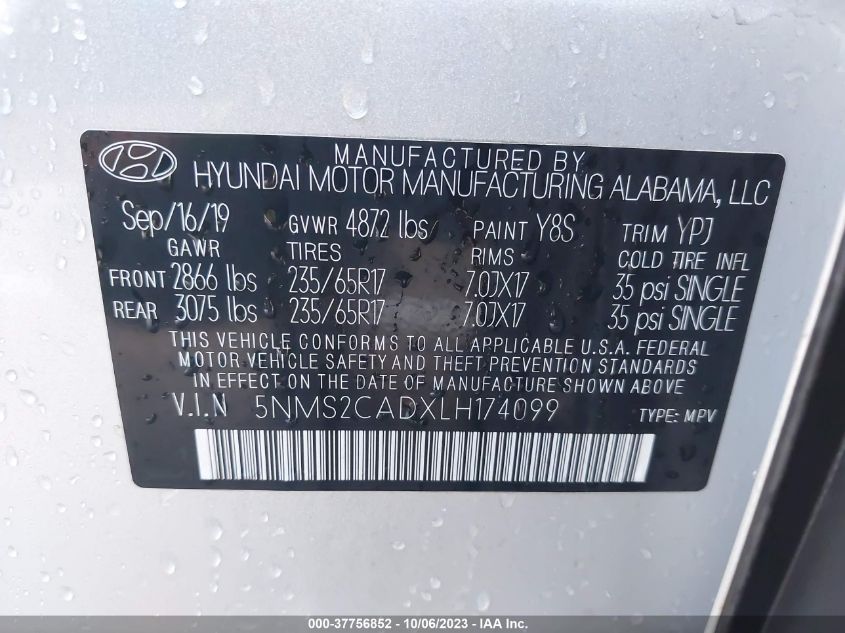 MANUFACTURED BY
HYUNDAI MOTOR MANUFACTURING ALABAMA, LLC
Sep/16/19 GVWR 4872 lbs PAINT Y8S TRIM YPJ
GAWR TIRES RIMS COLD TIRE INFL
FRONT 2866 lbs 235/65R17 7.0JX17 35 psi SINGLE
REAR 3075 lbs 235/65R17 7.0JX17 35 psi SINGLE
THIS VEHICLE CONFORMS TO ALL APPLICABLE U.S.A. FEDERAL
MOTOR VEHICLE SAFETY AND THEFT PREVENTION STANDARDS
IN EFFECT ON THE DATE OF MANUFACTURE SHOWN ABOVE.
V.I.N 5NMS2CADXLH174099 TYPE: MPV
000-37756852 - 10/06/2023 - IAA Inc.